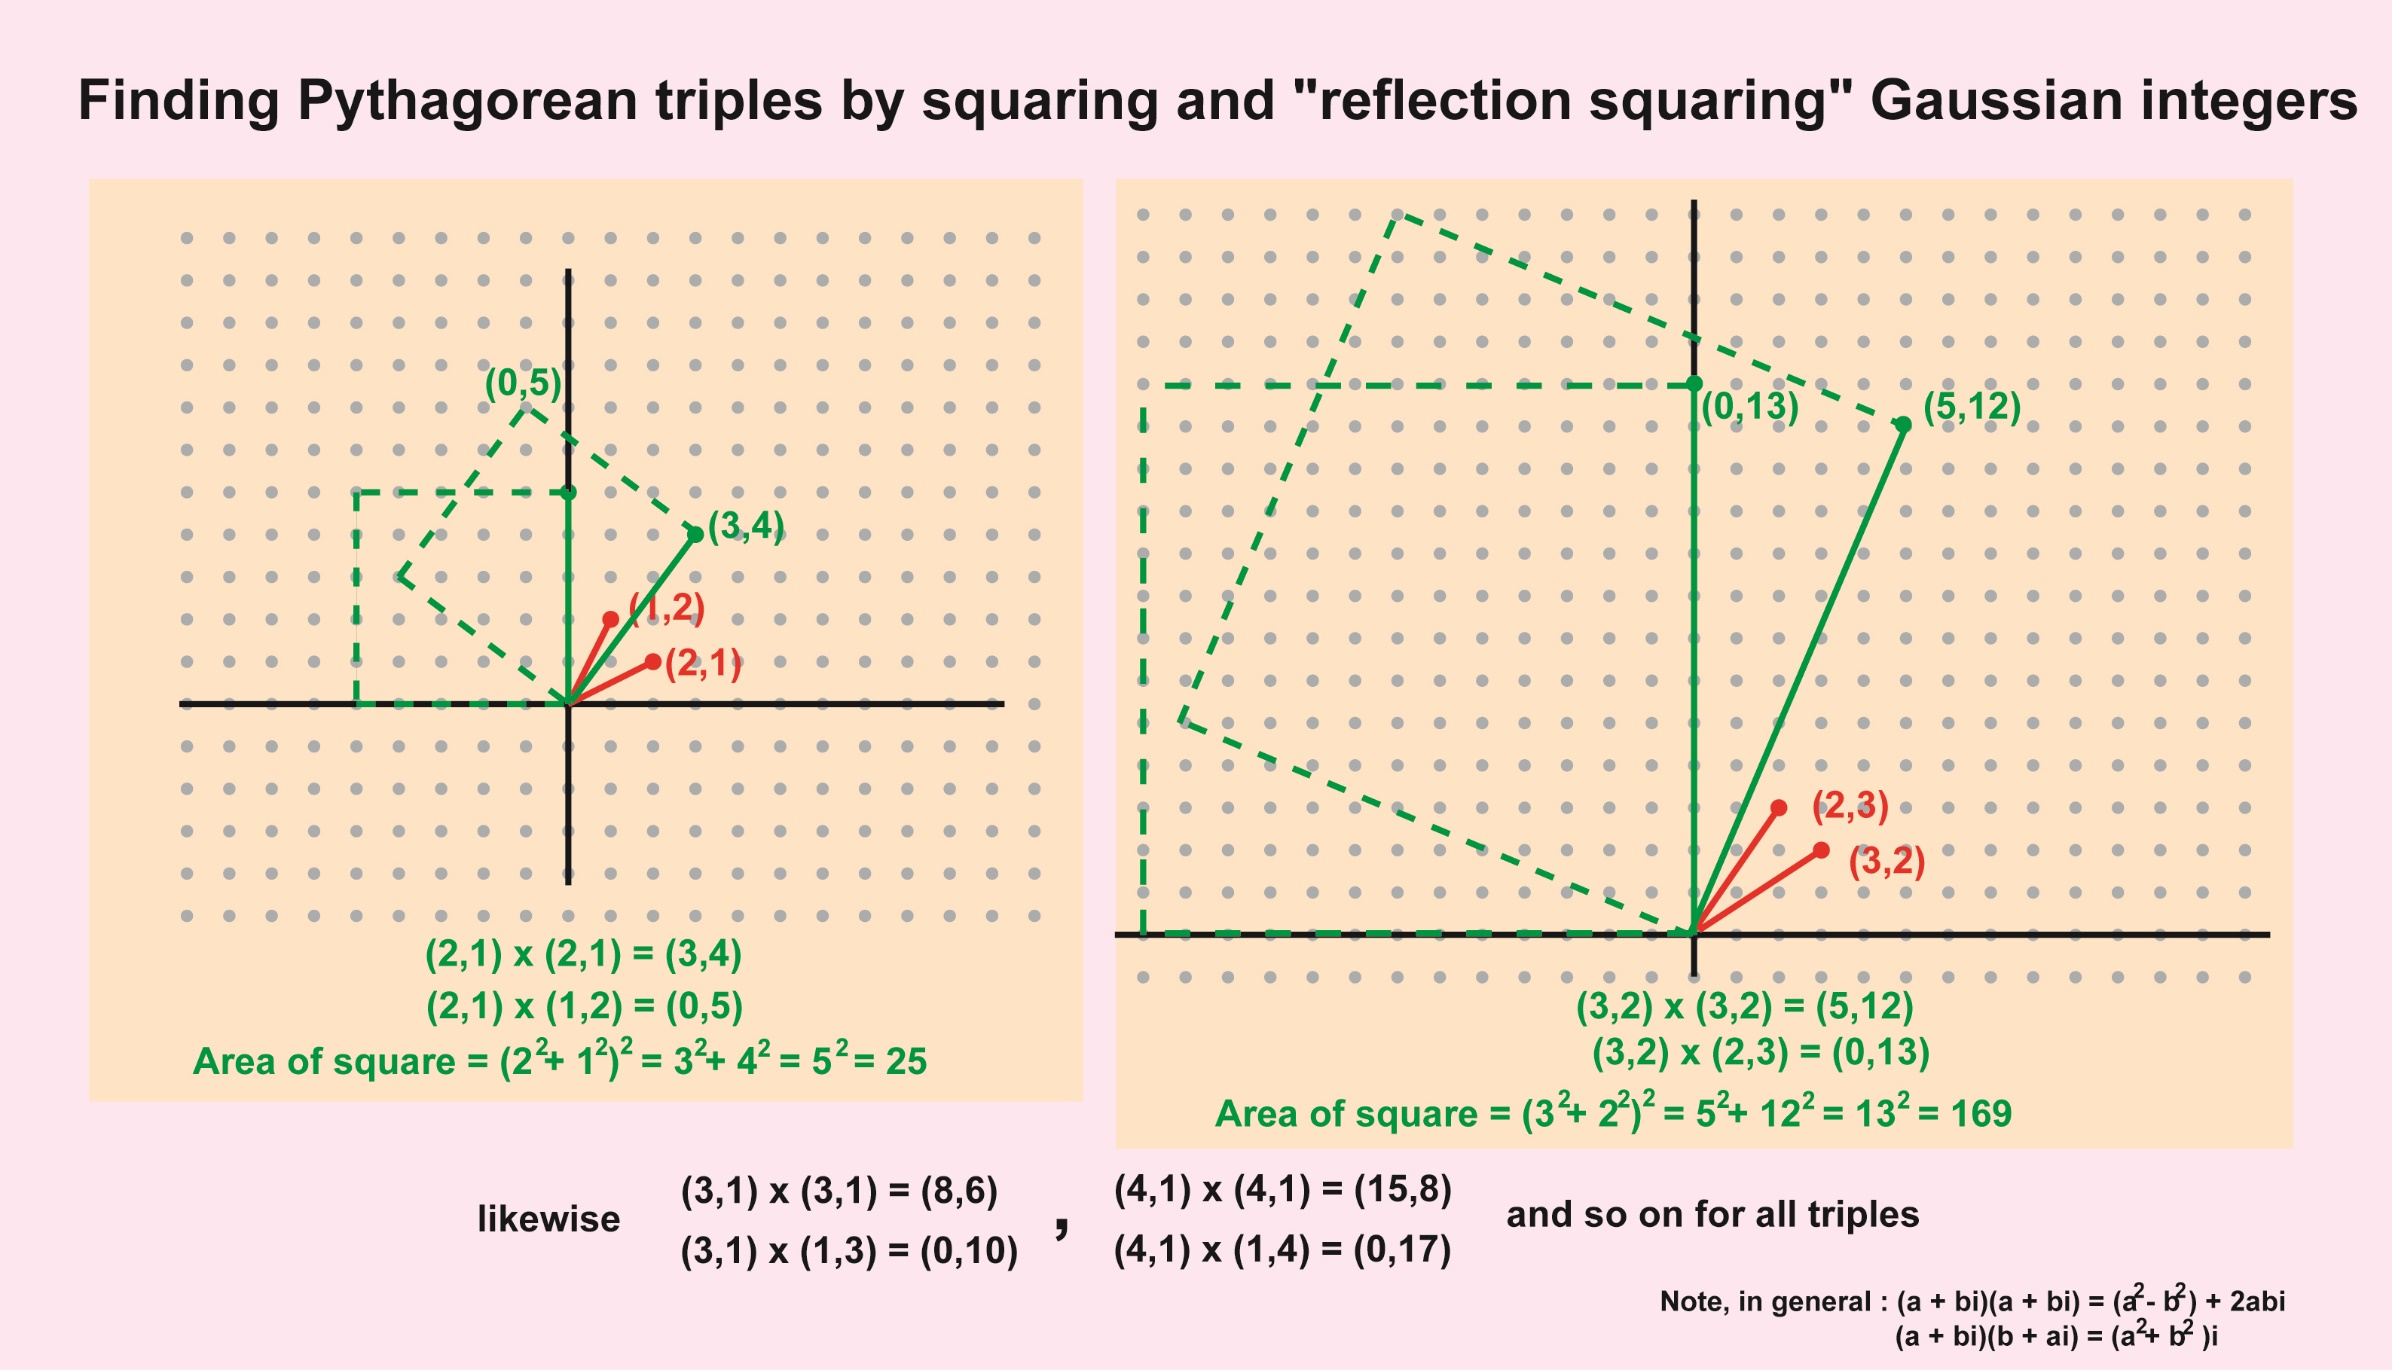 Finding Pythagorean triples by squaring and "reflection squaring" Gaussian integers
(0,5)
(3,4)
(1,2)
(2,1)
(2,1) x (2,1) = (3,4)
(2,1) x (1,2) = (0,5)
Area of square = (2²+ 1²)² = 3²+ 4² = 5² = 25
(0,13)
(5,12)
(2,3)
(3,2)
(3,2) x (3,2) = (5,12)
(3,2) x (2,3) = (0,13)
Area of square = (3²+ 2²)² = 5²+ 12² = 13² = 169
likewise
(3,1) x (3,1) = (8,6)
(3,1) x (1,3) = (0,10)
,
(4,1) x (4,1) = (15,8)
(4,1) x (1,4) = (0,17)
and so on for all triples
Note, in general : (a + bi)(a + bi) = (a²- b²) + 2abi
(a + bi)(b + ai) = (a²+ b² )i